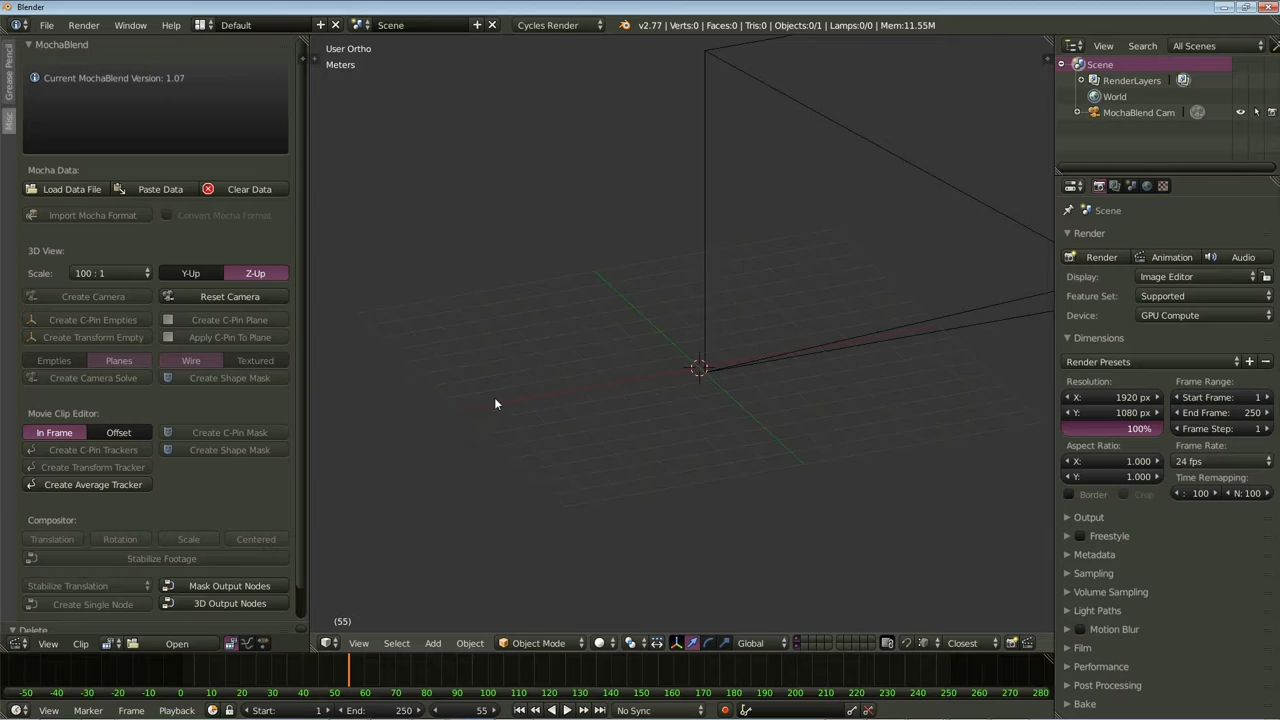 Blender
File Render Window Help Default Scene Cycles Render v2.77 | Verts:0 | Faces:0 | Tris:0 | Objects:0/1 | Lamps:0/0 | Mem:11.55M
Grease Pencil
Misc
MochaBlend
Current MochaBlend Version: 1.07
Mocha Data:
Load Data File Paste Data Clear Data
Import Mocha Format Convert Mocha Format
3D View:
Scale: 100 : 1 Y-Up Z-Up
Create Camera Reset Camera
Create C-Pin Empties Create C-Pin Plane
Create Transform Empty Apply C-Pin To Plane
Empties Planes Wire Textured
Create Camera Solve Create Shape Mask
Movie Clip Editor:
In Frame Offset Create C-Pin Mask
Create C-Pin Trackers Create Shape Mask
Create Transform Tracker
Create Average Tracker
Compositor:
Translation Rotation Scale Centered
Stabilize Footage
Stabilize Translation Mask Output Nodes
Create Single Node 3D Output Nodes
Delete
View Clip Open
User Ortho
Meters
(55)
View Select Add Object Object Mode Global Closest
View Search All Scenes
Scene
RenderLayers
World
MochaBlend Cam
Scene
Render
Render Animation Audio
Display: Image Editor
Feature Set: Supported
Device: GPU Compute
Dimensions
Render Presets
Resolution: Frame Range:
X: 1920 px Start Frame: 1
Y: 1080 px End Frame: 250
100% Frame Step: 1
Aspect Ratio: Frame Rate:
X: 1.000 24 fps
Y: 1.000 Time Remapping:
Border Crop : 100 N: 100
Output
Freestyle
Metadata
Sampling
Volume Sampling
Light Paths
Motion Blur
Film
Performance
Post Processing
Bake
-50 -40 -30 -20 -10 0 10 20 30 40 50 60 70 80 90 100 110 120 130 140 150 160 170 180 190 200 210 220 230 240 250 260 270 280
View Marker Frame Playback Start: 1 End: 250 55 No Sync